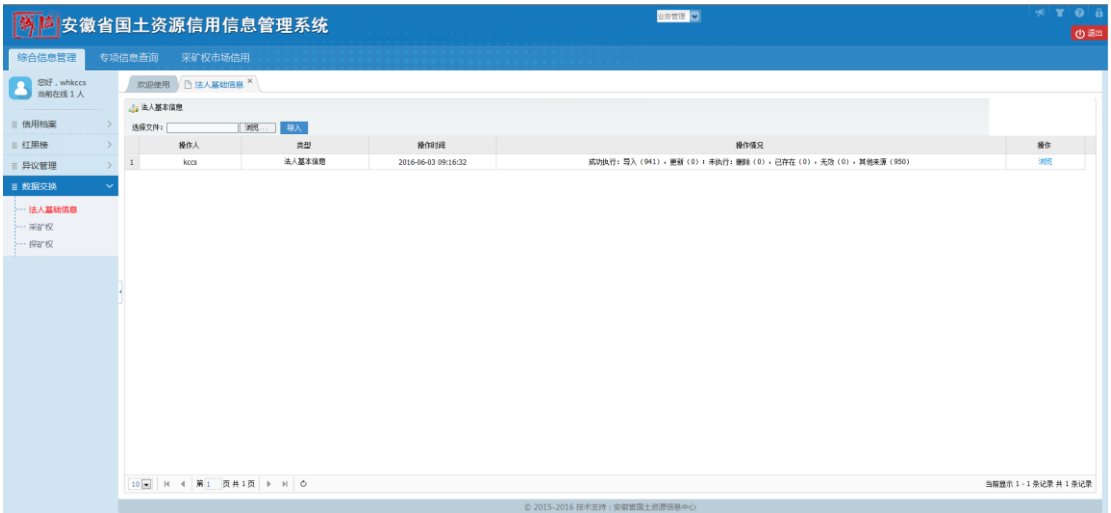 诚信 安徽省国土资源信用信息管理系统
业务管理
退出
综合信息管理 专项信息查询 采矿权市场信用
您好，whkccs
当前在线 1 人
欢迎使用 法人基础信息 ×
法人基本信息
选择文件： 浏览... 导入
信用档案
红黑榜
异议管理
数据交换
法人基础信息
采矿权
探矿权
操作人 类型 操作时间 操作情况 操作
1 kccs 法人基本信息 2016-06-03 09:16:32 成功执行：导入（941），更新（0）；未执行：删除（0），已存在（0），无效（0），其他来源（950） 浏览
10 第 1 页共1页 当前显示 1 - 1 条记录 共 1 条记录
© 2015-2016 技术支持：安徽省国土资源信息中心